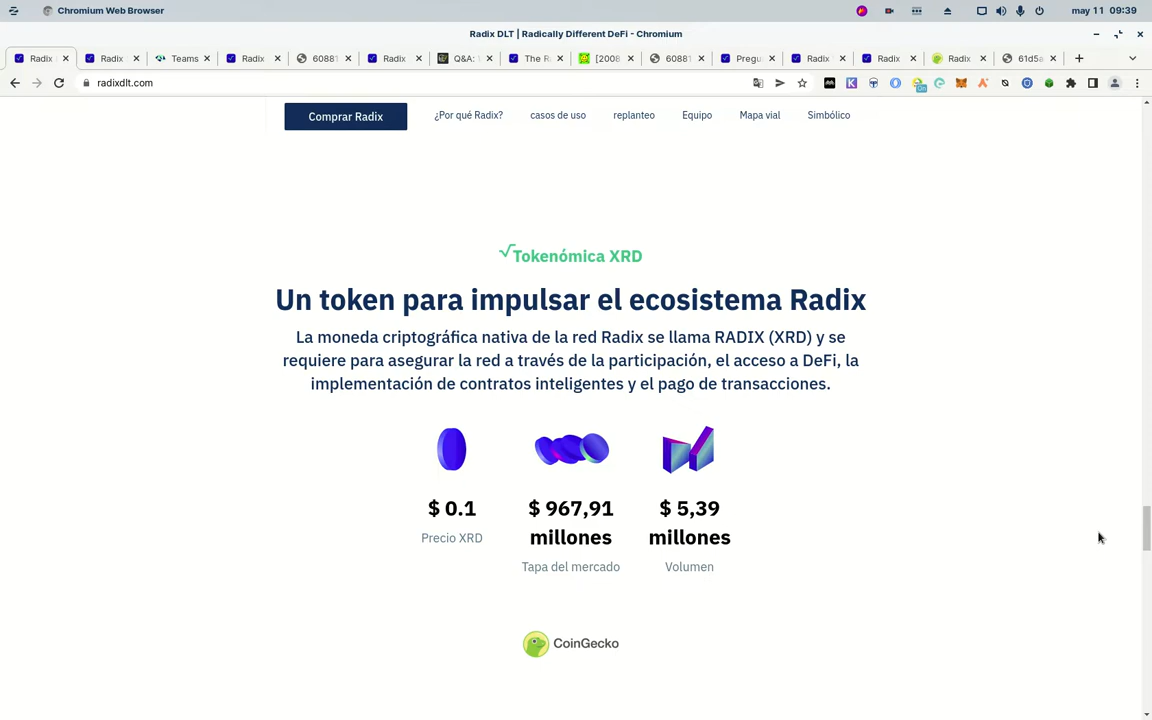 Chromium Web Browser
may 11 09:39
Radix DLT | Radically Different DeFi - Chromium
Radix
Radix
Teams
Radix
6088
Radix
Q&A:
The R
[2008
6088
Pregu
Radix
Radix
Radix
61d5a
radixdlt.com
Comprar Radix
¿Por qué Radix?
casos de uso
replanteo
Equipo
Mapa vial
Simbólico
Tokenómica XRD
Un token para impulsar el ecosistema Radix
La moneda criptográfica nativa de la red Radix se llama RADIX (XRD) y se
requiere para asegurar la red a través de la participación, el acceso a DeFi, la
implementación de contratos inteligentes y el pago de transacciones.
$ 0.1
Precio XRD
$ 967,91
millones
Tapa del mercado
$ 5,39
millones
Volumen
CoinGecko